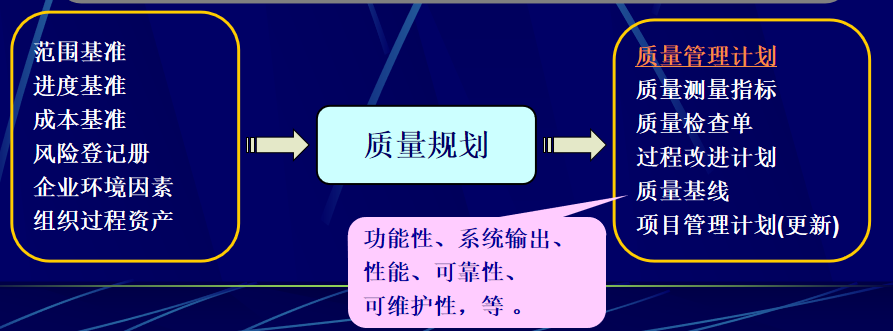 范围基准
进度基准
成本基准
风险登记册
企业环境因素
组织过程资产
质量规划
质量管理计划
质量测量指标
质量检查单
过程改进计划
质量基线
项目管理计划(更新)
功能性、系统输出、
性能、可靠性、
可维护性，等 。